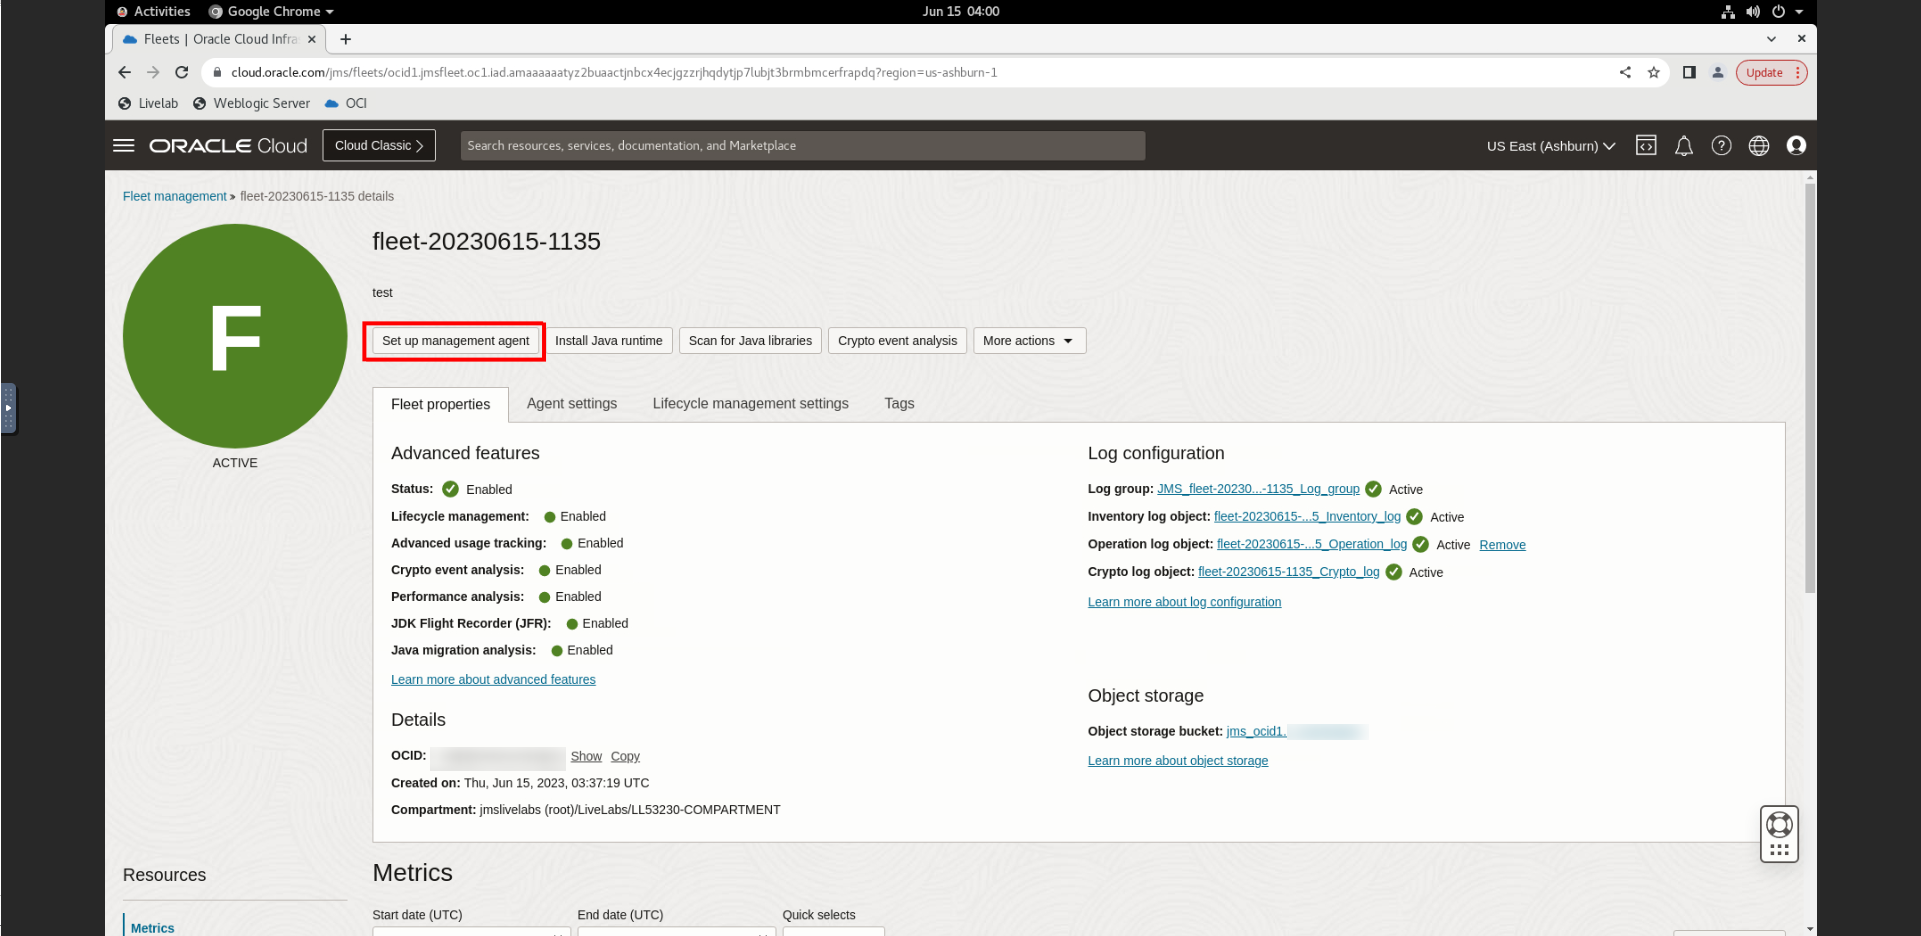 Activities Google Chrome Jun 15 04:00
Fleets | Oracle Cloud Infra
cloud.oracle.com/jms/fleets/ocid1.jmsfleet.oc1.iad.amaaaaaatyz2buaactjnbcx4ecjgzzrjhqdytjp7lubjt3brmbmcerfrapdq?region=us-ashburn-1 Update
Livelab Weblogic Server OCI
ORACLE Cloud Cloud Classic Search resources, services, documentation, and Marketplace US East (Ashburn)
Fleet management » fleet-20230615-1135 details
fleet-20230615-1135
F
test
Set up management agent Install Java runtime Scan for Java libraries Crypto event analysis More actions
Fleet properties Agent settings Lifecycle management settings Tags
ACTIVE
Advanced features
Status: Enabled
Lifecycle management: Enabled
Advanced usage tracking: Enabled
Crypto event analysis: Enabled
Performance analysis: Enabled
JDK Flight Recorder (JFR): Enabled
Java migration analysis: Enabled
Learn more about advanced features
Details
OCID: Show Copy
Created on: Thu, Jun 15, 2023, 03:37:19 UTC
Compartment: jmslivelabs (root)/LiveLabs/LL53230-COMPARTMENT
Log configuration
Log group: JMS_fleet-20230...-1135_Log_group Active
Inventory log object: fleet-20230615-...5_Inventory_log Active
Operation log object: fleet-20230615-...5_Operation_log Active Remove
Crypto log object: fleet-20230615-1135_Crypto_log Active
Learn more about log configuration
Object storage
Object storage bucket: jms_ocid1.
Learn more about object storage
Resources
Metrics
Metrics
Start date (UTC) End date (UTC) Quick selects